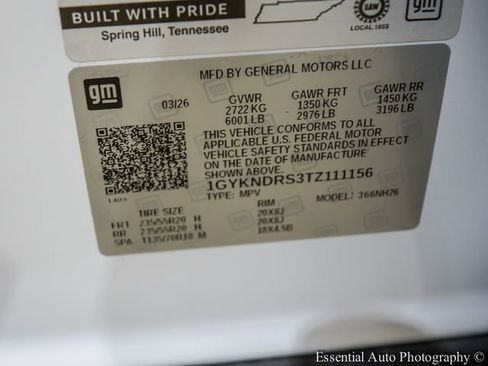 BUILT WITH PRIDE
Spring Hill, Tennessee
UAW
LOCAL 1853
gm
gm
MFD BY GENERAL MOTORS LLC
03/26
GVWR GAWR FRT GAWR RR
2722 KG 1350 KG 1450 KG
6001 LB 2976 LB 3196 LB
THIS VEHICLE CONFORMS TO ALL
APPLICABLE U.S. FEDERAL MOTOR
VEHICLE SAFETY STANDARDS IN EFFECT
ON THE DATE OF MANUFACTURE
SHOWN ABOVE.
1GYKNDRS3TZ111156
TYPE: MPV MODEL: 366NH26
TIRE SIZE RIM
FRT 235/55R20 H 20X8J
RR 235/55R20 H 20X8J
SPA T135/70R18 M 18X4.5B
Essential Auto Photography ©